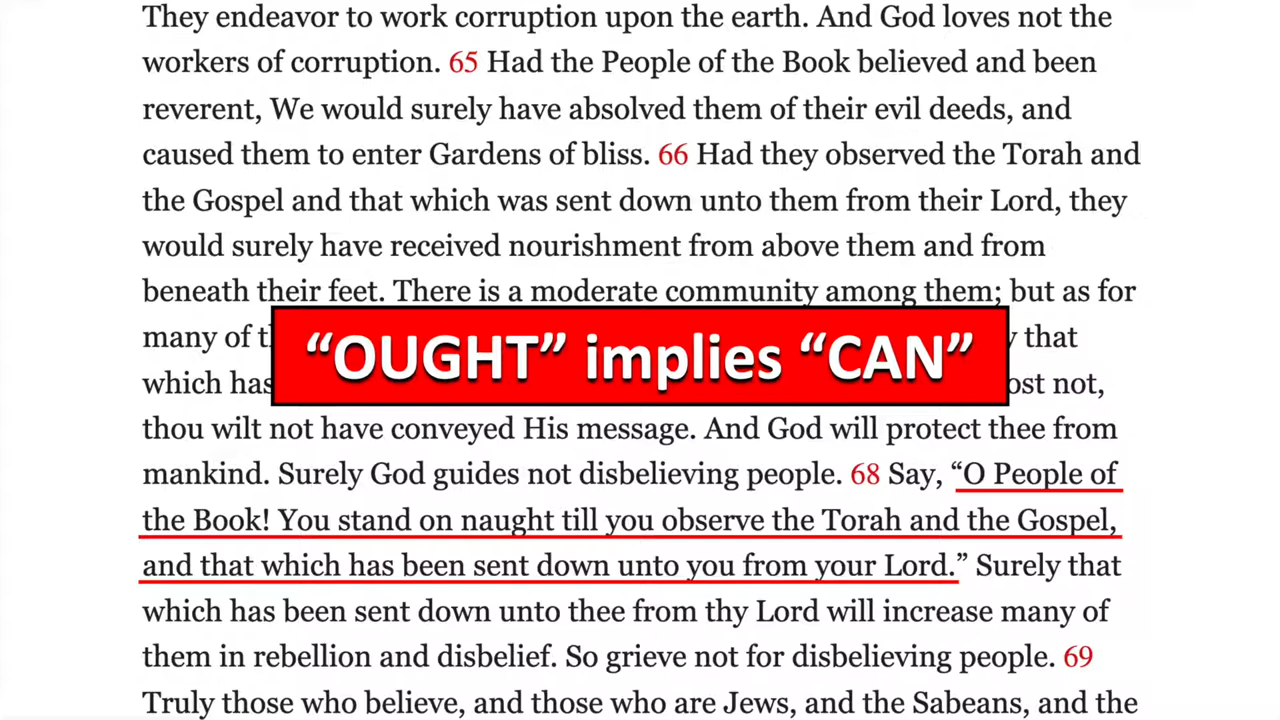 They endeavor to work corruption upon the earth. And God loves not the
workers of corruption. 65 Had the People of the Book believed and been
reverent, We would surely have absolved them of their evil deeds, and
caused them to enter Gardens of bliss. 66 Had they observed the Torah and
the Gospel and that which was sent down unto them from their Lord, they
would surely have received nourishment from above them and from
beneath their feet. There is a moderate community among them; but as for
many of
that
“OUGHT” implies “CAN”
which has
not,
thou wilt not have conveyed His message. And God will protect thee from
mankind. Surely God guides not disbelieving people. 68 Say, “O People of
the Book! You stand on naught till you observe the Torah and the Gospel,
and that which has been sent down unto you from your Lord.” Surely that
which has been sent down unto thee from thy Lord will increase many of
them in rebellion and disbelief. So grieve not for disbelieving people. 69
Truly those who believe, and those who are Jews, and the Sabeans, and the